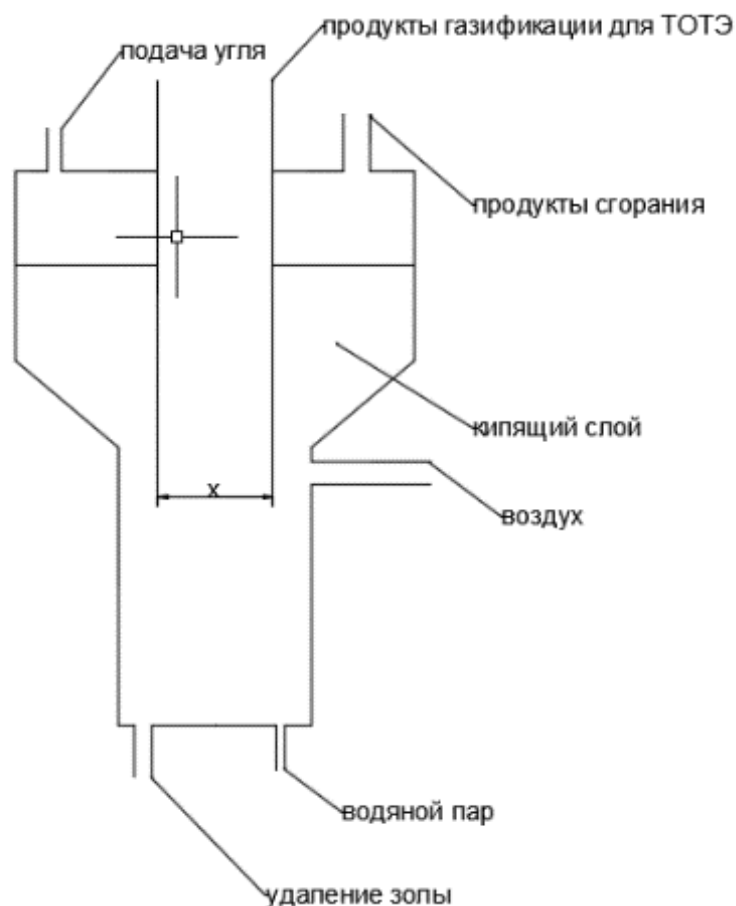 продукты газификации для ТОТЭ
подача угля
продукты сгорания
кипящий слой
х
воздух
водяной пар
удаление золы